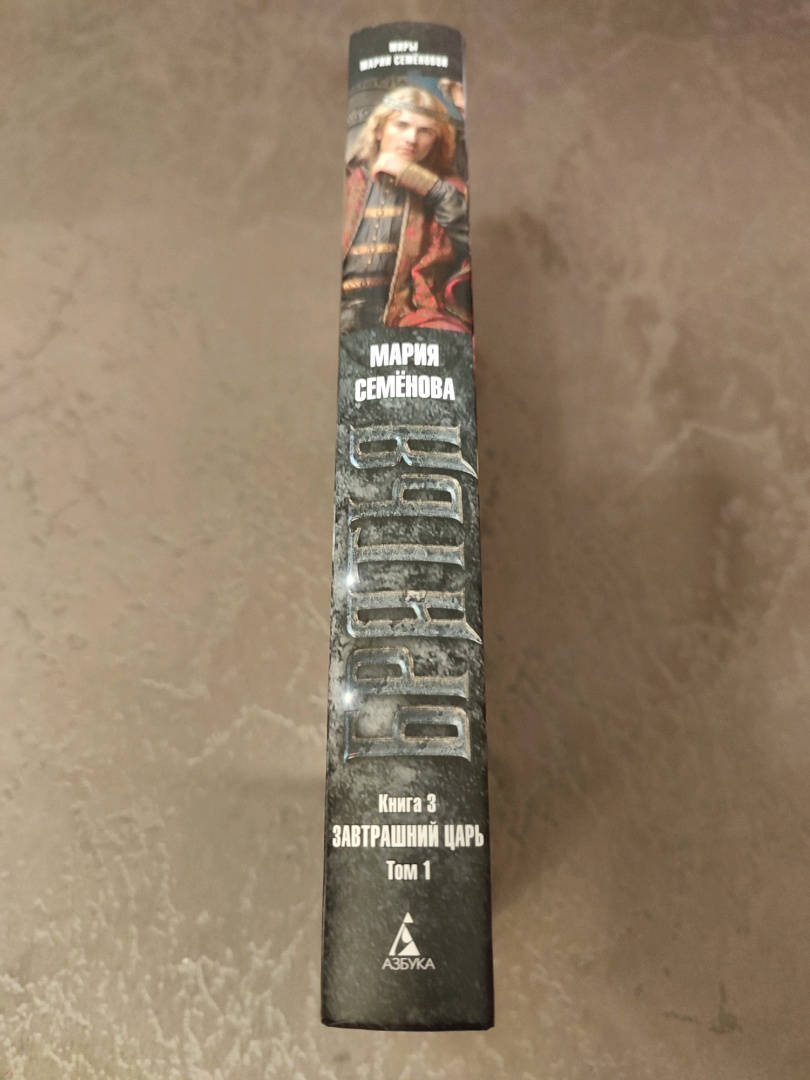 МИРЫ
МАРИИ СЕМЁНОВОЙ
МАРИЯ
СЕМЁНОВА
БРАТЬЯ
Книга 3
ЗАВТРАШНИЙ ЦАРЬ
Том 1
АЗБУКА